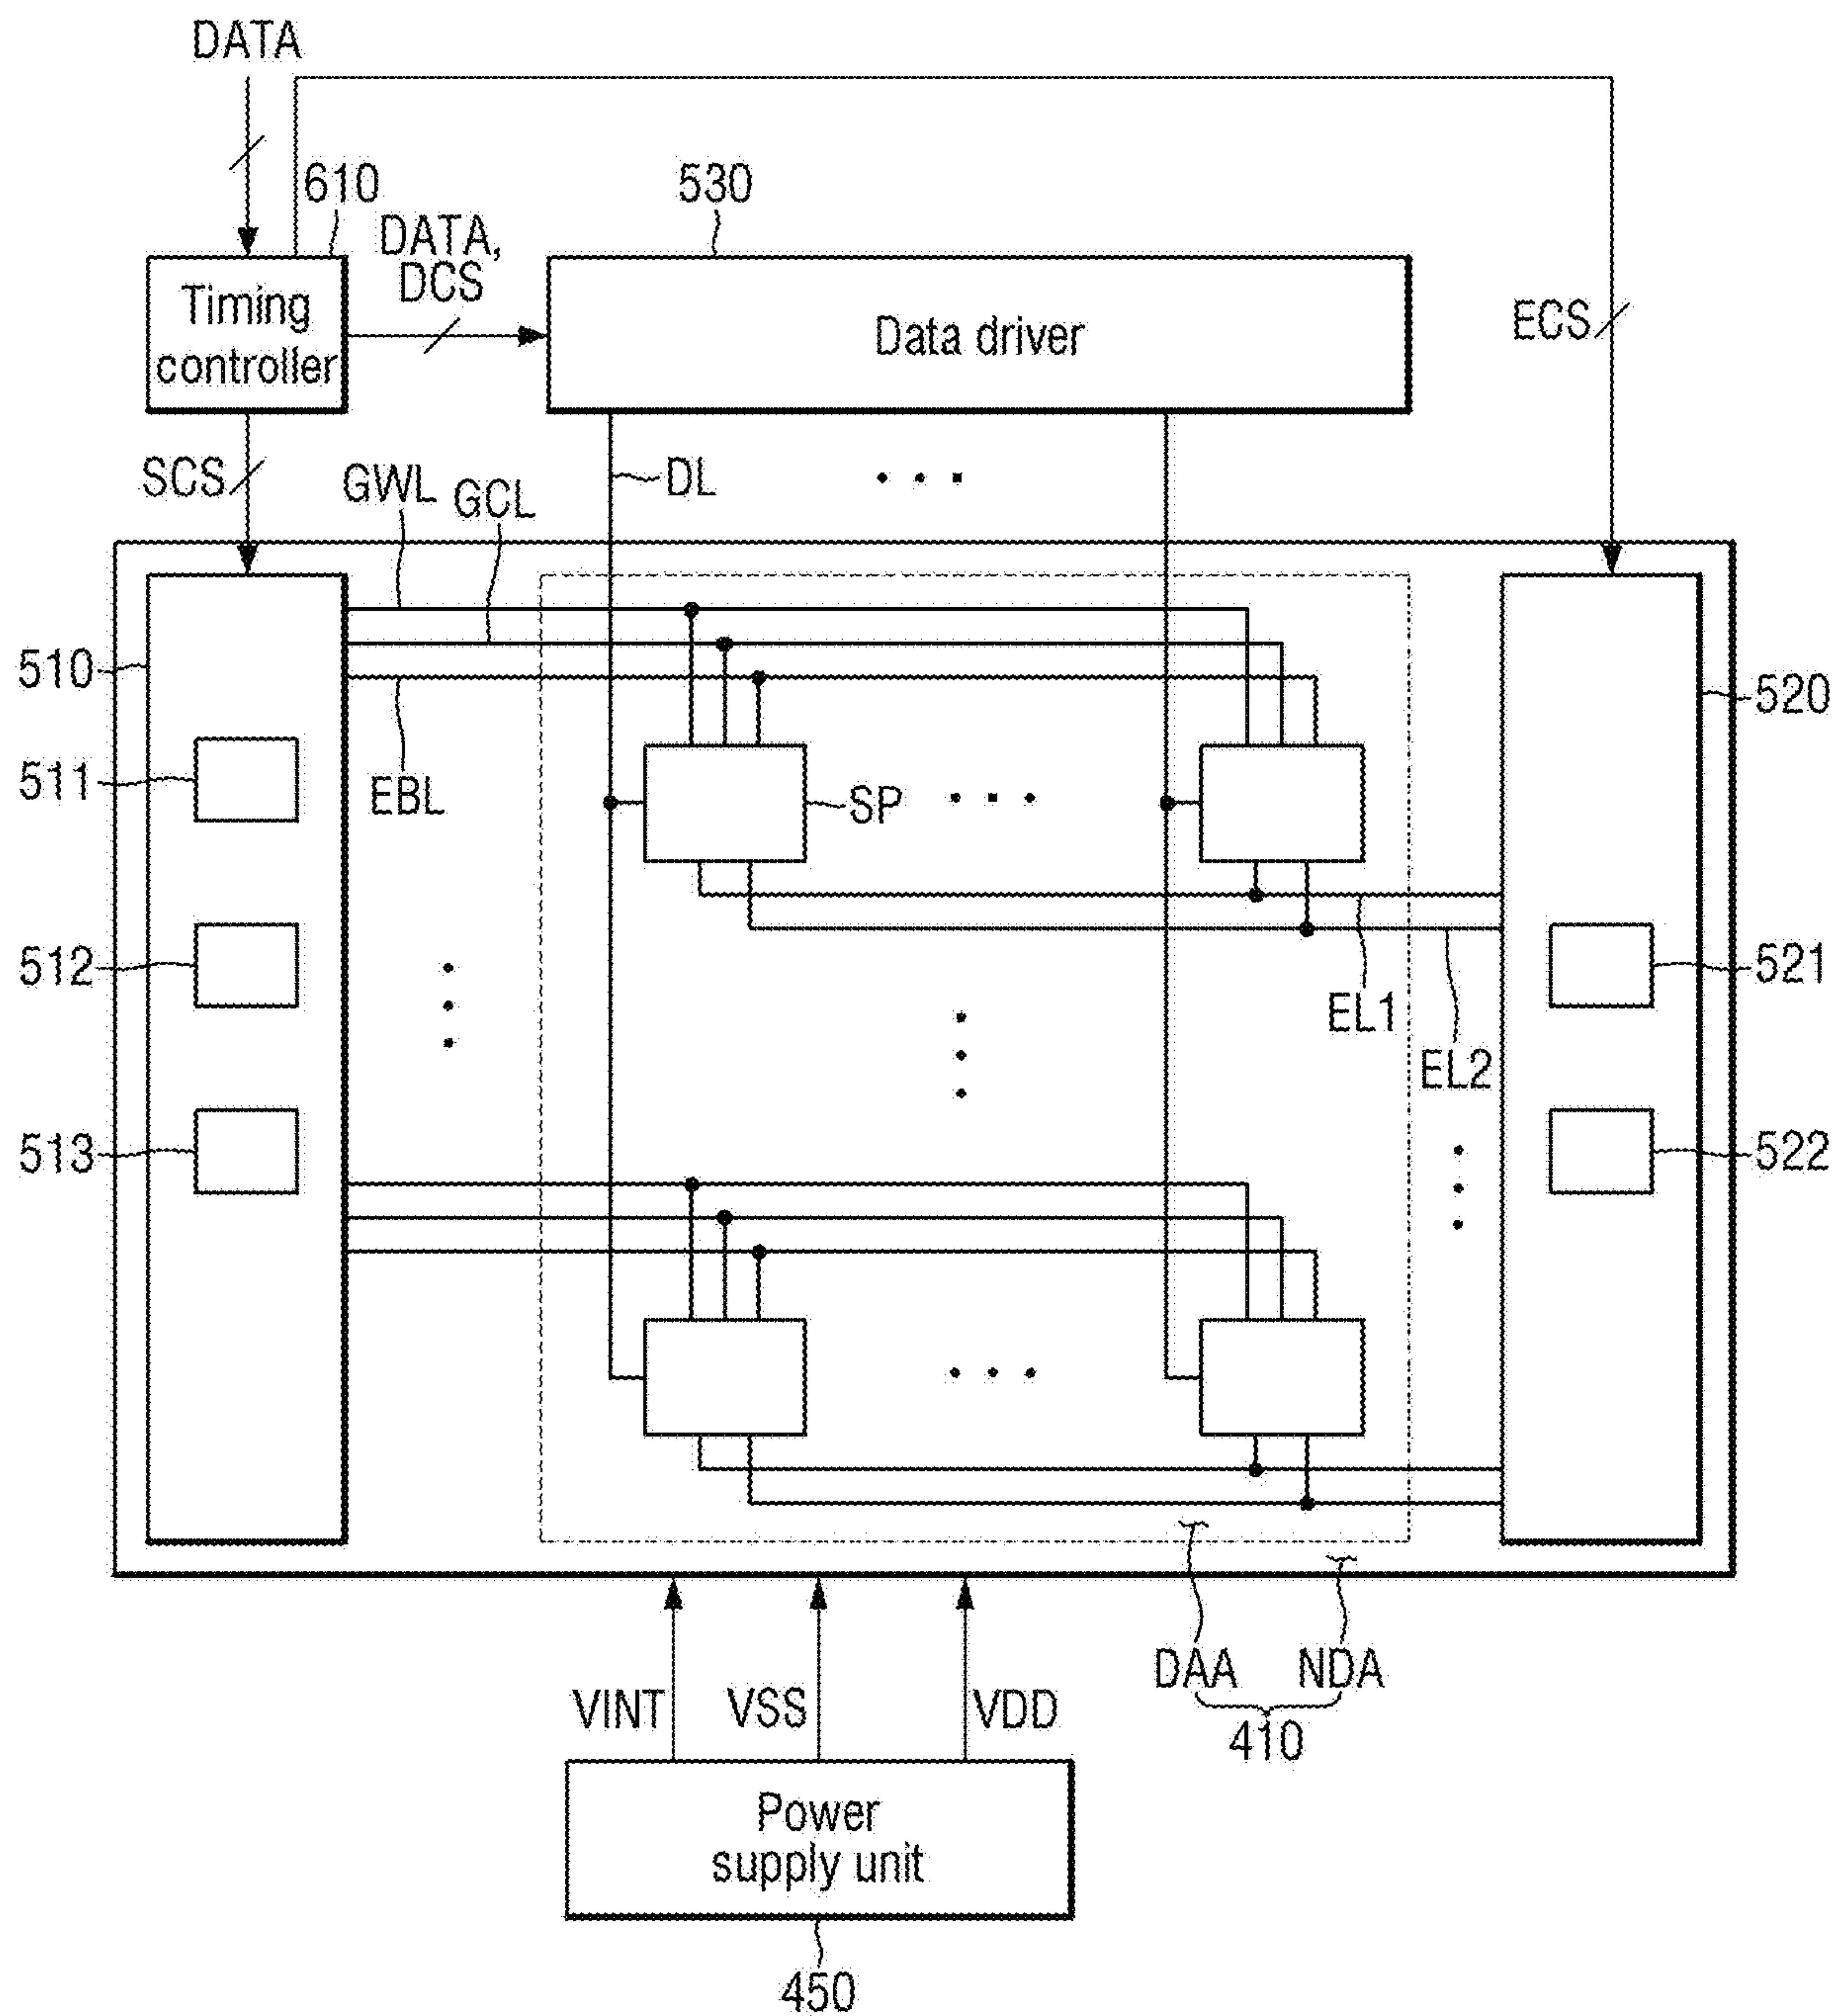 DATA
610
530
DATA,
DCS
Timing
controller
Data driver
ECS
SCS
GWL
GCL
DL
510
520
511
EBL
SP
512
521
EL1
EL2
513
522
DAA
NDA
VINT
VSS
VDD
410
Power
supply unit
450